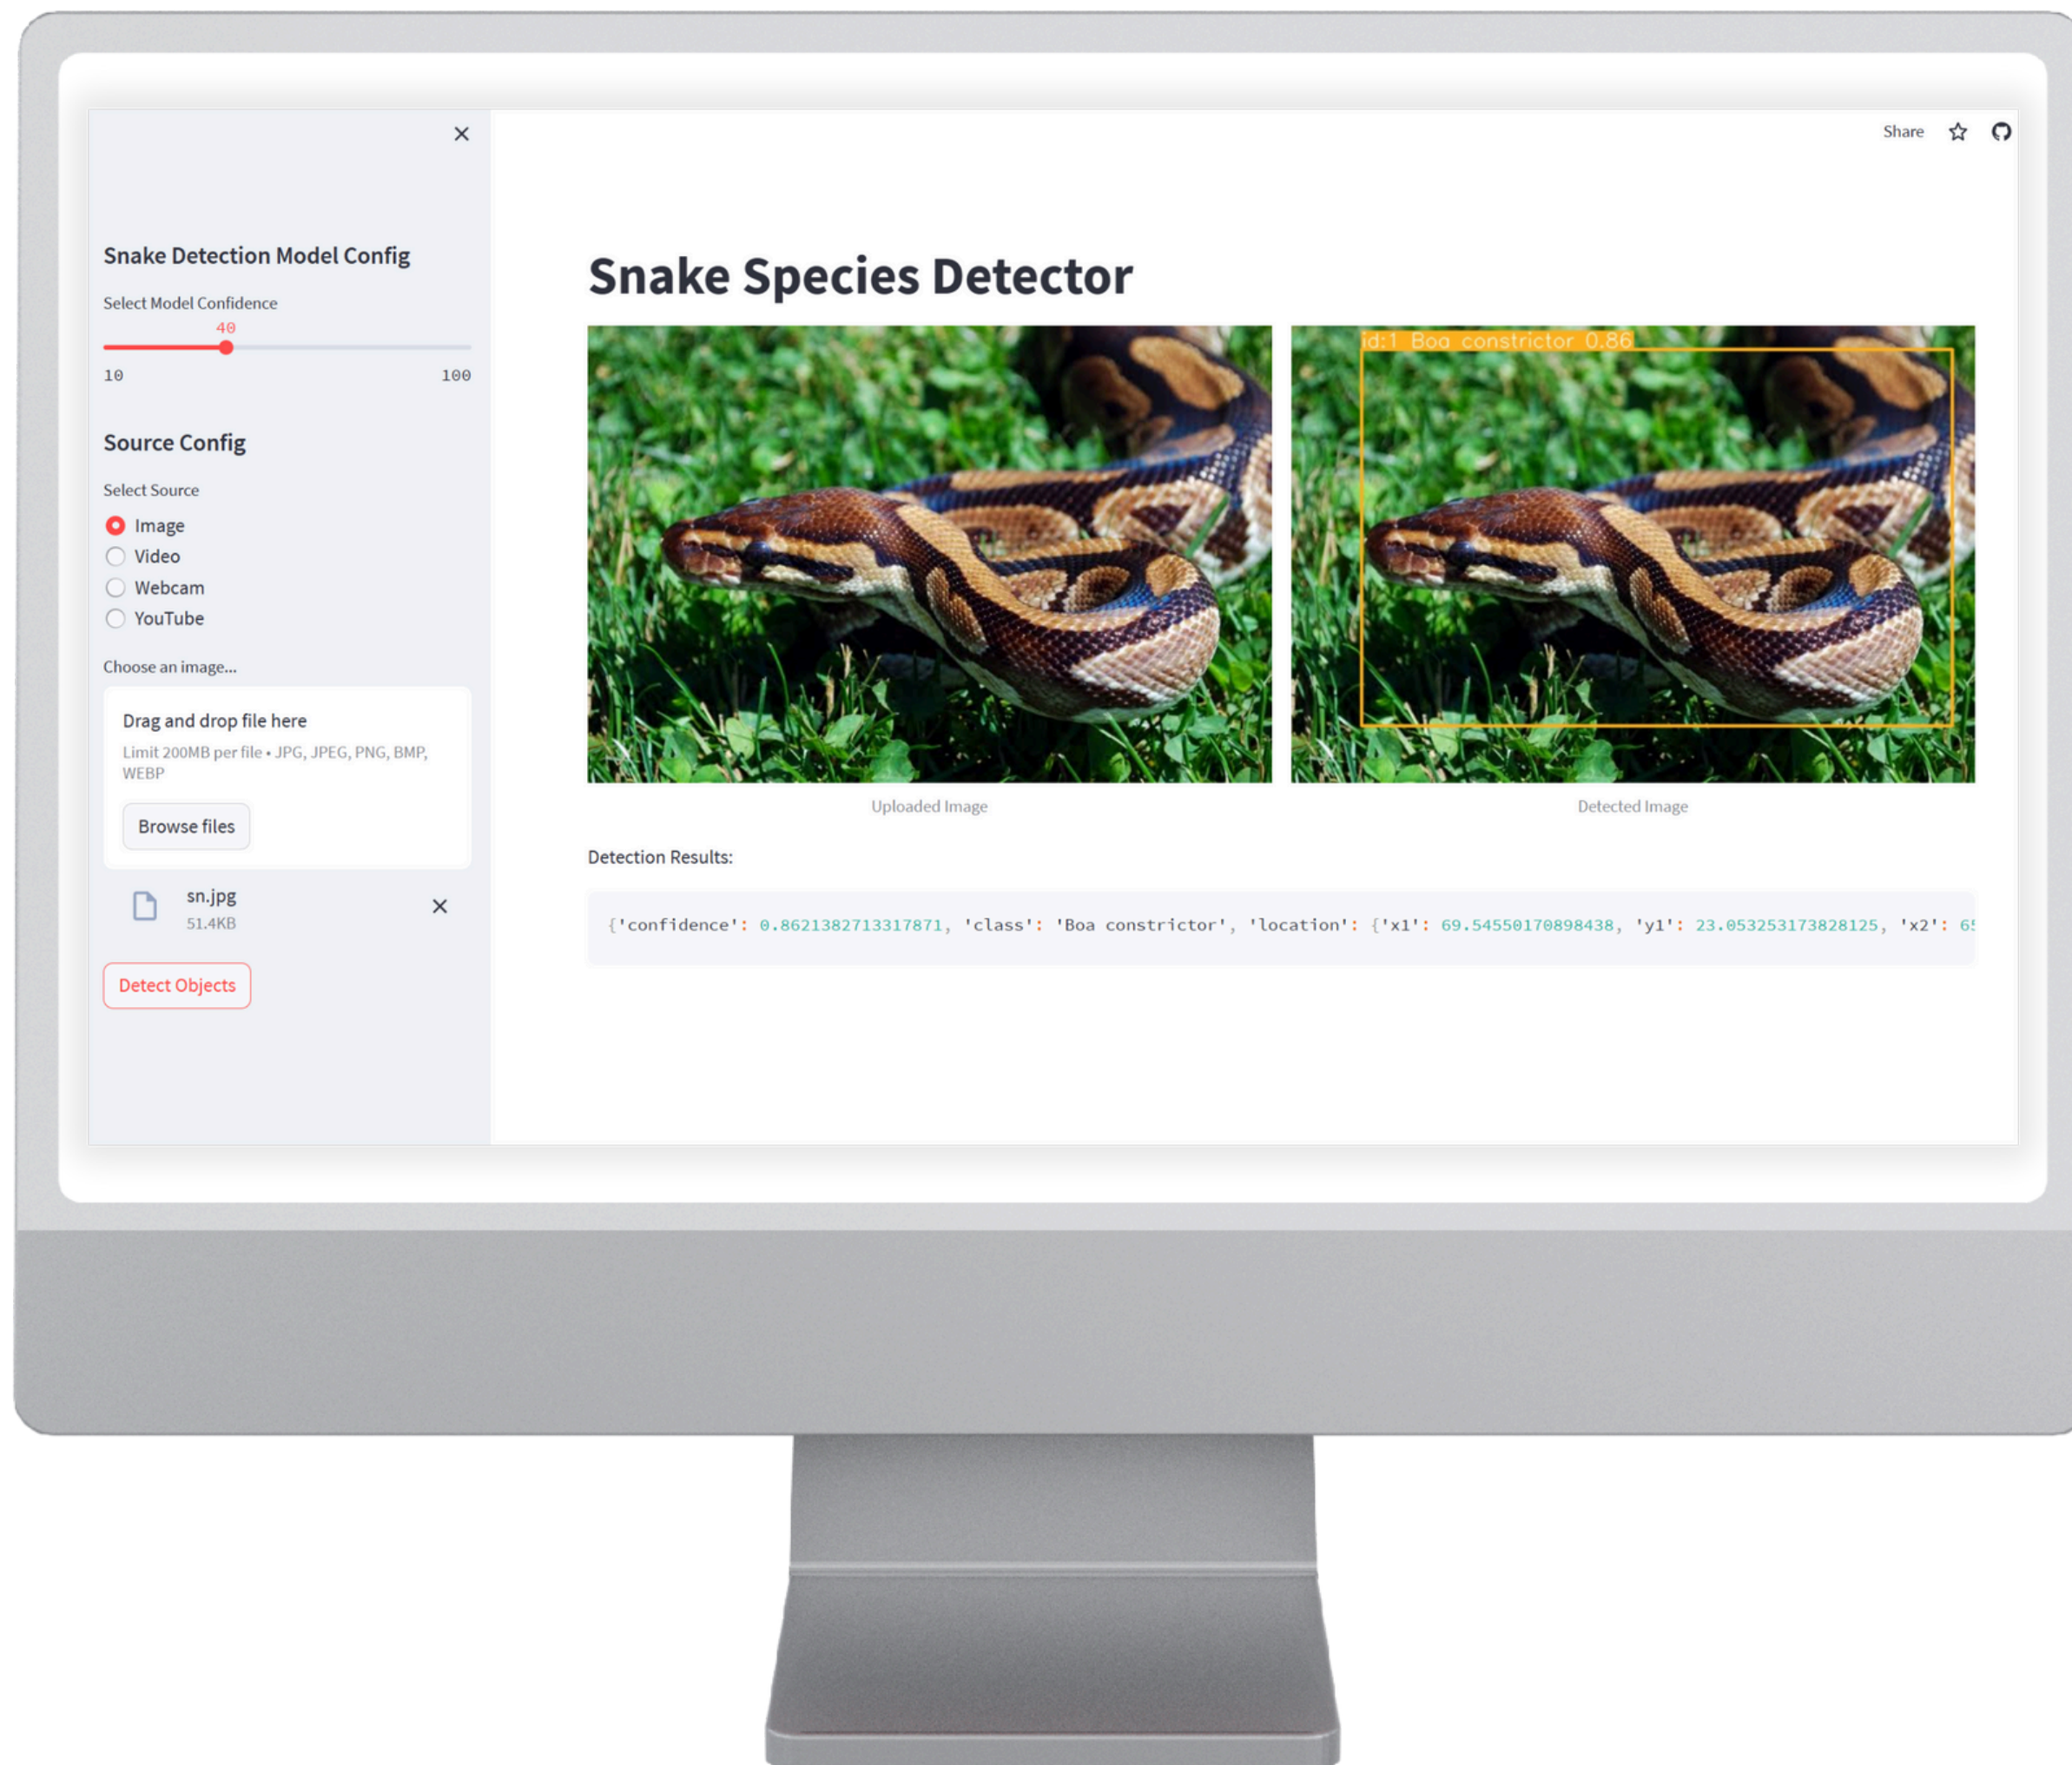 Share
Snake Detection Model Config
Select Model Confidence
40
10 100
Source Config
Select Source
Image
Video
Webcam
YouTube
Choose an image...
Drag and drop file here
Limit 200MB per file • JPG, JPEG, PNG, BMP,
WEBP
Browse files
sn.jpg
51.4KB
Detect Objects
Snake Species Detector
id:1 Boa constrictor 0.86
Uploaded Image
Detected Image
Detection Results:
{'confidence': 0.8621382713317871, 'class': 'Boa constrictor', 'location': {'x1': 69.54550170898438, 'y1': 23.053253173828125, 'x2': 65